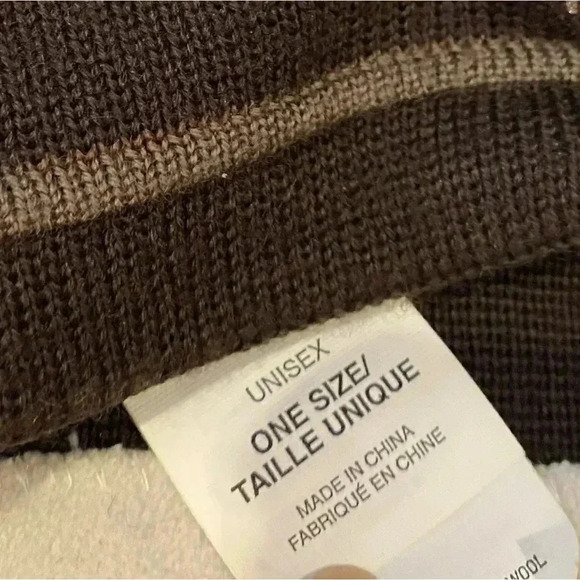 UNISEX
ONE SIZE/
TAILLE UNIQUE
MADE IN CHINA
FABRIQUÉ EN CHINE
WOOL